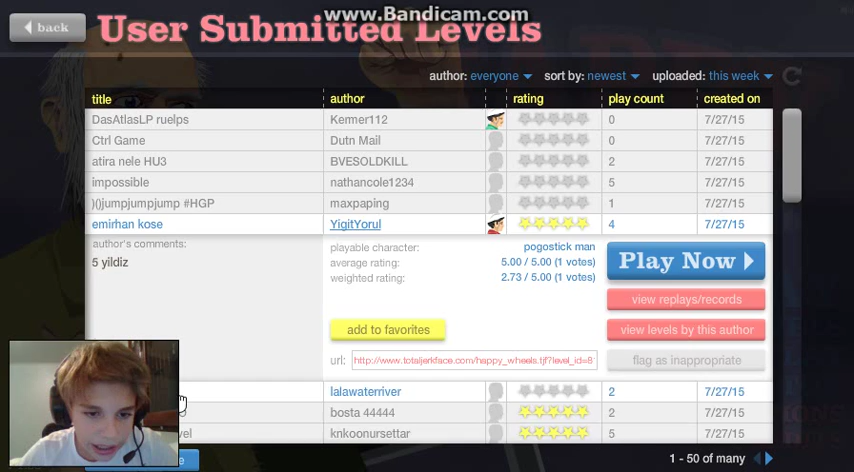 www.Bandicam.com
back
User Submitted Levels
author: everyone sort by: newest uploaded: this week
title author rating play count created on
DasAtlasLP ruelps Kermer112 0 7/27/15
Ctrl Game Dutn Mail 0 7/27/15
atira nele HU3 BVESOLDKILL 2 7/27/15
impossible nathancole1234 5 7/27/15
)()jumpjumpjump #HGP maxpaping 1 7/27/15
emirhan kose YigitYorul 4 7/27/15
author's comments:
5 yildiz
playable character: pogostick man
average rating: 5.00 / 5.00 (1 votes)
weighted rating: 2.73 / 5.00 (1 votes)
Play Now
view replays/records
add to favorites
view levels by this author
url: http://www.totaljerkface.com/happy_wheels.tjf?level_id=8
flag as inappropriate
lalawaterriver 2 7/27/15
bosta 44444 2 7/27/15
vel knkoonursettar 5 7/27/15
1 - 50 of many